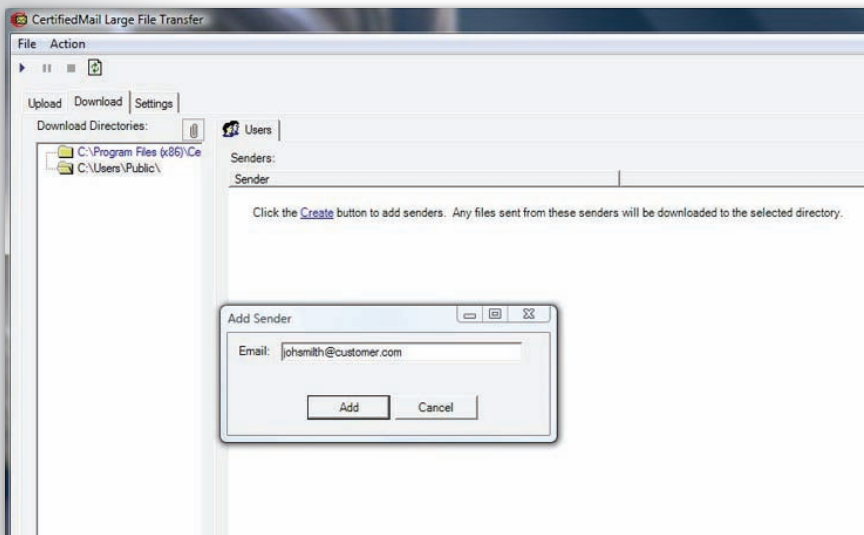 CertifiedMail Large File Transfer
File Action
Upload Download Settings
Download Directories:
C:\Program Files (x86)\Ce
C:\Users\Public\
Users
Senders:
Sender
Click the Create button to add senders. Any files sent from these senders will be downloaded to the selected directory.
Add Sender
Email: johsmith@customer.com
Add Cancel